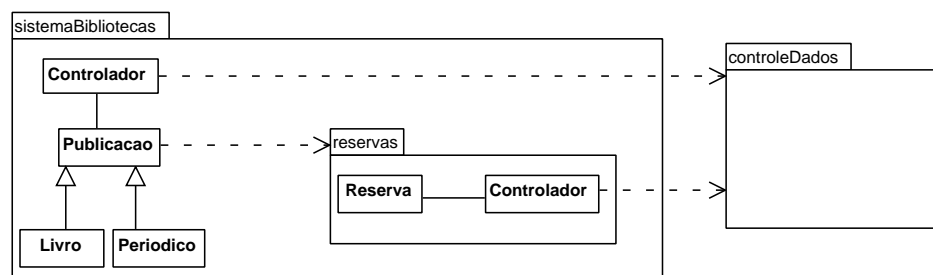 sistemaBibliotecas
Controlador
controleDados
Publicacao
reservas
Reserva
Controlador
Livro
Periodico